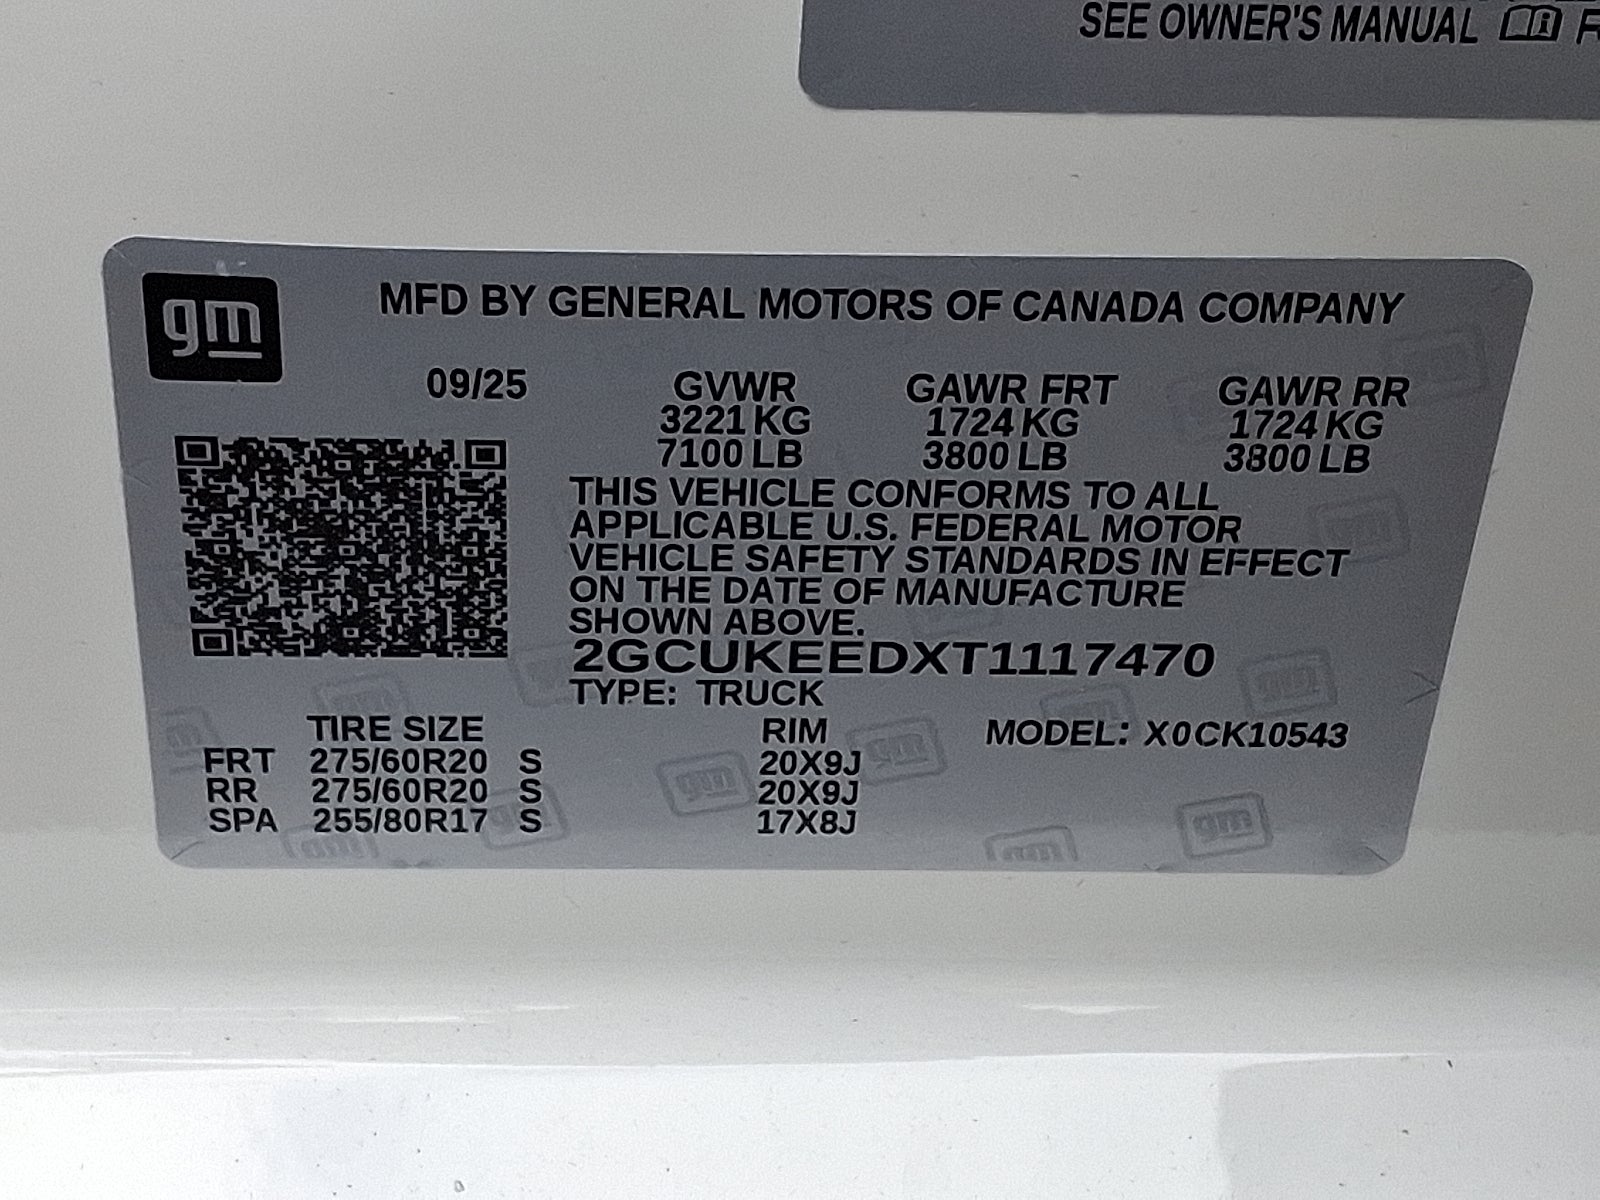 SEE OWNER'S MANUAL
gm
MFD BY GENERAL MOTORS OF CANADA COMPANY
09/25 GVWR GAWR FRT GAWR RR
3221 KG 1724 KG 1724 KG
7100 LB 3800 LB 3800 LB
THIS VEHICLE CONFORMS TO ALL
APPLICABLE U.S. FEDERAL MOTOR
VEHICLE SAFETY STANDARDS IN EFFECT
ON THE DATE OF MANUFACTURE
SHOWN ABOVE.
2GCUKEEDXT1117470
TYPE: TRUCK
TIRE SIZE RIM MODEL: X0CK10543
FRT 275/60R20 S 20X9J
RR 275/60R20 S 20X9J
SPA 255/80R17 S 17X8J